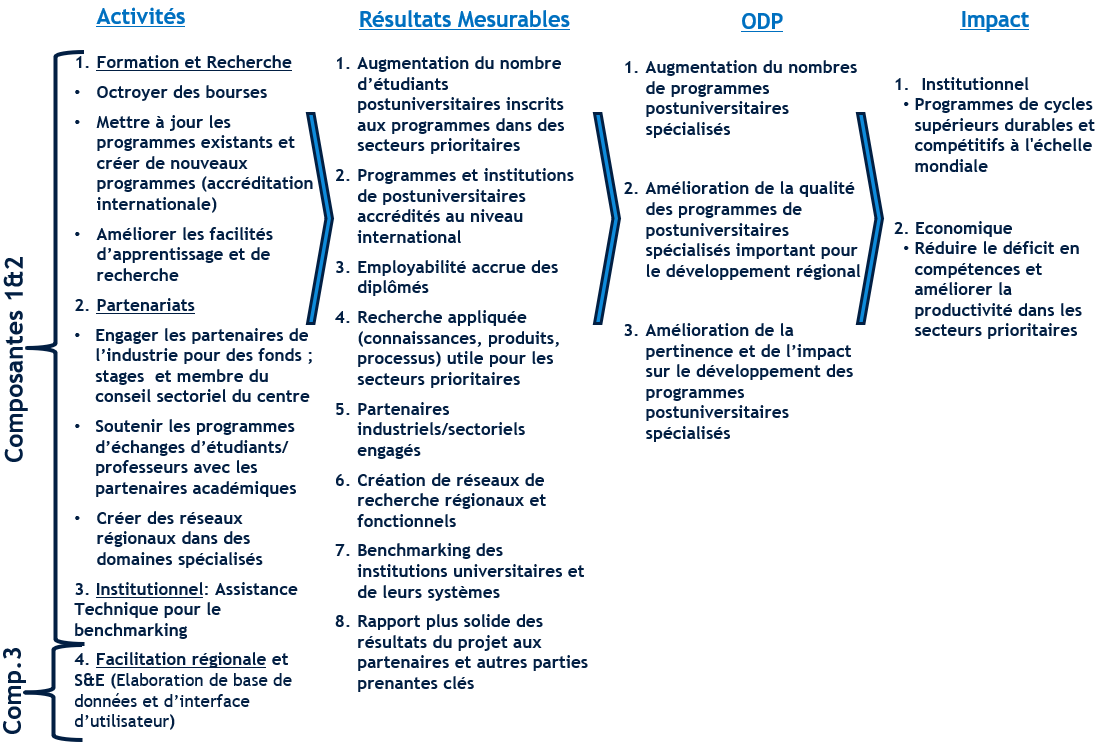 Activités
1. Formation et Recherche
• Octroyer des bourses
• Mettre à jour les
programmes existants et
créer de nouveaux
programmes (accréditation
internationale)
• Améliorer les facilités
d'apprentissage et de
recherche
2. Partenariats
• Engager les partenaires de
l'industrie pour des fonds ;
stages et membre du
conseil sectoriel du centre
• Soutenir les programmes
d'échanges d'étudiants/
professeurs avec les
partenaires académiques
• Créer des réseaux
régionaux dans des
domaines spécialisés
3. Institutionnel: Assistance
Technique pour le
benchmarking
4. Facilitation régionale et
S&E (Elaboration de base de
données et d'interface
d'utilisateur)
Composantes 1&2
Comp.3
Résultats Mesurables
1. Augmentation du nombre
d'étudiants
postuniversitaires inscrits
aux programmes dans des
secteurs prioritaires
2. Programmes et institutions
de postuniversitaires
accrédités au niveau
international
3. Employabilité accrue des
diplômés
4. Recherche appliquée
(connaissances, produits,
processus) utile pour les
secteurs prioritaires
5. Partenaires
industriels/sectoriels
engagés
6. Création de réseaux de
recherche régionaux et
fonctionnels
7. Benchmarking des
institutions universitaires et
de leurs systèmes
8. Rapport plus solide des
résultats du projet aux
partenaires et autres parties
prenantes clés
ODP
1. Augmentation du nombres
de programmes
postuniversitaires
spécialisés
2. Amélioration de la qualité
des programmes de
postuniversitaires
spécialisés important pour
le développement régional
3. Amélioration de la
pertinence et de l'impact
sur le développement des
programmes
postuniversitaires
spécialisés
Impact
1. Institutionnel
• Programmes de cycles
supérieurs durables et
compétitifs à l'échelle
mondiale
2. Economique
• Réduire le déficit en
compétences et
améliorer la
productivité dans les
secteurs prioritaires